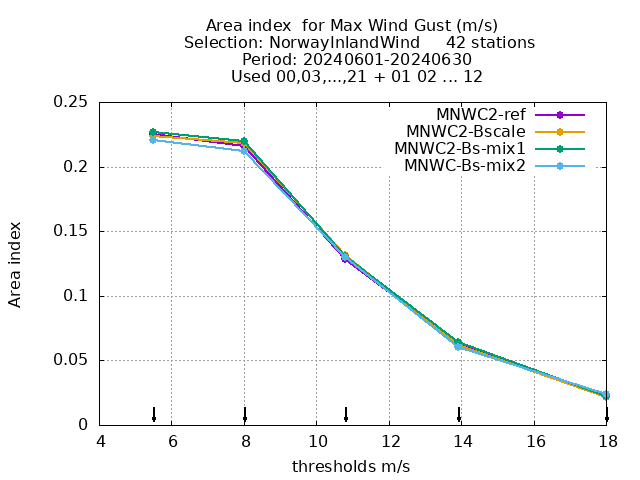 Area index  for Max Wind Gust (m/s)
Selection: NorwayInlandWind     42 stations
Period: 20240601-20240630
Used 00,03,...,21 + 01 02 ... 12
MNWC2-ref
MNWC2-Bscale
MNWC2-Bs-mix1
MNWC-Bs-mix2
0.25
0.2
0.15
0.1
0.05
0
Area index
4 6 8 10 12 14 16 18
thresholds m/s